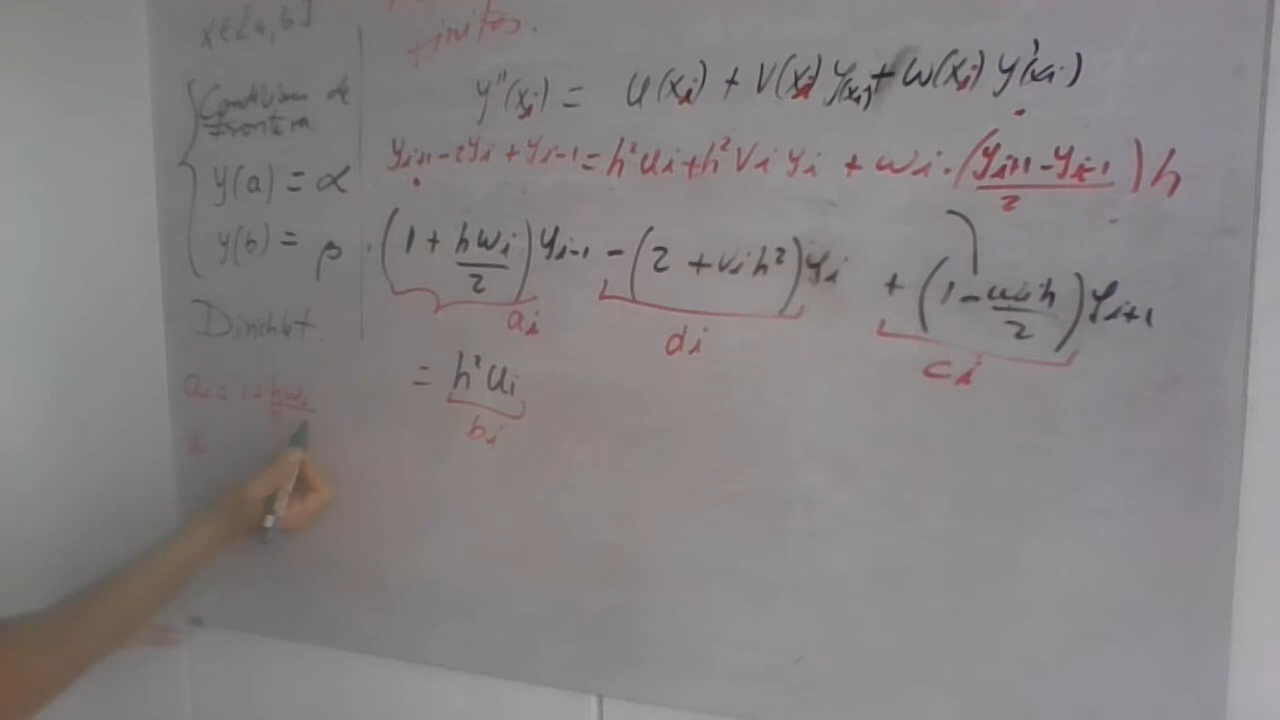 x∈[a,b]
Condición de
frontera
y(a) = α
y(b) = β
Dirichlet.
a_i = 1 + hw_i/2
finitas.
y''(x_i) = u(x_i) + v(x_i) y(x_i) + w(x_i) y'(x_i)
y_{i+1} - 2y_i + y_{i-1} = h²u_i + h²v_i y_i + w_i · (y_{i+1} - y_{i-1} / 2) h
(1 + hw_i/2) y_{i-1} - (2 + v_i h²) y_i + (1 - w_i h/2) y_{i+1}
a_i d_i c_i
= h²u_i
b_i